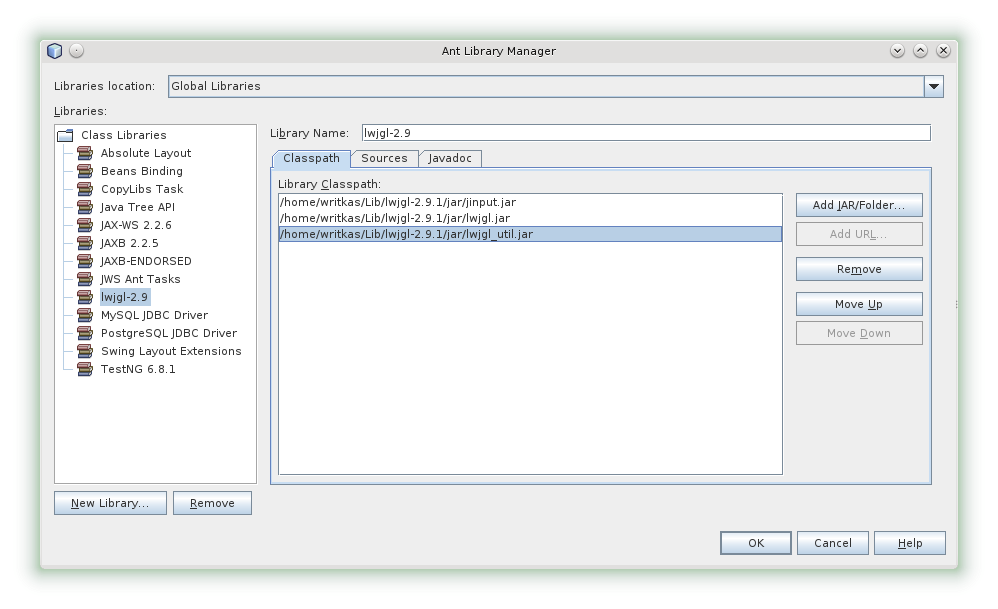 Ant Library Manager
Libraries location: Global Libraries
Libraries:
Class Libraries
Absolute Layout
Beans Binding
CopyLibs Task
Java Tree API
JAX-WS 2.2.6
JAXB 2.2.5
JAXB-ENDORSED
JWS Ant Tasks
lwjgl-2.9
MySQL JDBC Driver
PostgreSQL JDBC Driver
Swing Layout Extensions
TestNG 6.8.1
New Library...
Remove
Library Name: lwjgl-2.9
Classpath Sources Javadoc
Library Classpath:
/home/writkas/Lib/lwjgl-2.9.1/jar/jinput.jar
/home/writkas/Lib/lwjgl-2.9.1/jar/lwjgl.jar
/home/writkas/Lib/lwjgl-2.9.1/jar/lwjgl_util.jar
Add JAR/Folder...
Add URL...
Remove
Move Up
Move Down
OK Cancel Help